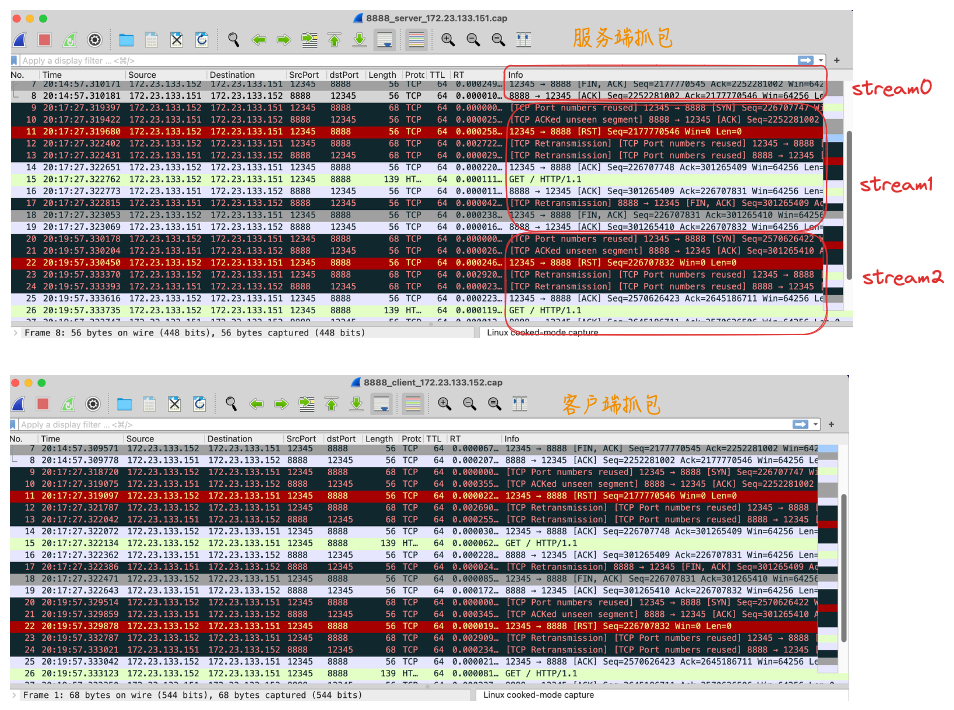 8888_server_172.23.133.151.cap
服务端抓包
Apply a display filter ... <⌘/>
No. Time Source Destination SrcPort dstPort Length Protc TTL RT Info
7 20:14:57.310171 172.23.133.152 172.23.133.151 12345 8888 56 TCP 64 0.000249… 12345 → 8888 [FIN, ACK] Seq=2177770545 Ack=2252281002 Win=642
8 20:14:57.310181 172.23.133.151 172.23.133.152 8888 12345 56 TCP 64 0.000010… 8888 → 12345 [ACK] Seq=2252281002 Ack=2177770546 Win=64256 Le
stream0
9 20:17:27.319397 172.23.133.152 172.23.133.151 12345 8888 68 TCP 64 0.000000… [TCP Port numbers reused] 12345 → 8888 [SYN] Seq=226707747 Wi
10 20:17:27.319422 172.23.133.151 172.23.133.152 8888 12345 56 TCP 64 0.000025… [TCP ACKed unseen segment] 8888 → 12345 [ACK] Seq=2252281002
11 20:17:27.319680 172.23.133.152 172.23.133.151 12345 8888 56 TCP 64 0.000258… 12345 → 8888 [RST] Seq=2177770546 Win=0 Len=0
12 20:17:27.322402 172.23.133.152 172.23.133.151 12345 8888 68 TCP 64 0.002722… [TCP Retransmission] [TCP Port numbers reused] 12345 → 8888
13 20:17:27.322431 172.23.133.151 172.23.133.152 8888 12345 68 TCP 64 0.000029… [TCP Retransmission] [TCP Port numbers reused] 8888 → 12345 [
14 20:17:27.322651 172.23.133.152 172.23.133.151 12345 8888 56 TCP 64 0.000220… 12345 → 8888 [ACK] Seq=226707748 Ack=301265409 Win=64256 Len=
15 20:17:27.322762 172.23.133.152 172.23.133.151 12345 8888 139 HT… 64 0.000111… GET / HTTP/1.1
16 20:17:27.322773 172.23.133.151 172.23.133.152 8888 12345 56 TCP 64 0.000011… 8888 → 12345 [ACK] Seq=301265409 Ack=226707831 Win=64256 Len=
stream1
17 20:17:27.322815 172.23.133.151 172.23.133.152 8888 12345 56 TCP 64 0.000042… [TCP Retransmission] 8888 → 12345 [FIN, ACK] Seq=301265409 Ac
18 20:17:27.323053 172.23.133.152 172.23.133.151 12345 8888 56 TCP 64 0.000238… 12345 → 8888 [FIN, ACK] Seq=226707831 Ack=301265410 Win=64256
19 20:17:27.323069 172.23.133.151 172.23.133.152 8888 12345 56 TCP 64 0.000016… 8888 → 12345 [ACK] Seq=301265410 Ack=226707832 Win=64256 Len=
20 20:19:57.330178 172.23.133.152 172.23.133.151 12345 8888 68 TCP 64 0.000000… [TCP Port numbers reused] 12345 → 8888 [SYN] Seq=2570626422 W
21 20:19:57.330204 172.23.133.151 172.23.133.152 8888 12345 56 TCP 64 0.000026… [TCP ACKed unseen segment] 8888 → 12345 [ACK] Seq=301265410 A
22 20:19:57.330450 172.23.133.152 172.23.133.151 12345 8888 56 TCP 64 0.000246… 12345 → 8888 [RST] Seq=226707832 Win=0 Len=0
23 20:19:57.333370 172.23.133.152 172.23.133.151 12345 8888 68 TCP 64 0.002920… [TCP Retransmission] [TCP Port numbers reused] 12345 → 8888
stream2
24 20:19:57.333393 172.23.133.151 172.23.133.152 8888 12345 68 TCP 64 0.000023… [TCP Retransmission] [TCP Port numbers reused] 8888 → 12345 [
25 20:19:57.333616 172.23.133.152 172.23.133.151 12345 8888 56 TCP 64 0.000223… 12345 → 8888 [ACK] Seq=2570626423 Ack=2645186711 Win=64256 Le
26 20:19:57.333735 172.23.133.152 172.23.133.151 12345 8888 139 HT… 64 0.000119… GET / HTTP/1.1
Frame 8: 56 bytes on wire (448 bits), 56 bytes captured (448 bits) Linux cooked-mode capture
8888_client_172.23.133.152.cap
客户端抓包
Apply a display filter ... <⌘/>
No. Time Source Destination SrcPort dstPort Length Protc TTL RT Info
7 20:14:57.309571 172.23.133.152 172.23.133.151 12345 8888 56 TCP 64 0.000067… 12345 → 8888 [FIN, ACK] Seq=2177770545 Ack=2252281002 Win=642
8 20:14:57.309778 172.23.133.151 172.23.133.152 8888 12345 56 TCP 64 0.000207… 8888 → 12345 [ACK] Seq=2252281002 Ack=2177770546 Win=64256 Le
9 20:17:27.318720 172.23.133.152 172.23.133.151 12345 8888 68 TCP 64 0.000000… [TCP Port numbers reused] 12345 → 8888 [SYN] Seq=226707747 Wi
10 20:17:27.319075 172.23.133.151 172.23.133.152 8888 12345 56 TCP 64 0.000355… [TCP ACKed unseen segment] 8888 → 12345 [ACK] Seq=2252281002
11 20:17:27.319097 172.23.133.152 172.23.133.151 12345 8888 56 TCP 64 0.000022… 12345 → 8888 [RST] Seq=2177770546 Win=0 Len=0
12 20:17:27.321787 172.23.133.152 172.23.133.151 12345 8888 68 TCP 64 0.002690… [TCP Retransmission] [TCP Port numbers reused] 12345 → 8888
13 20:17:27.322042 172.23.133.151 172.23.133.152 8888 12345 68 TCP 64 0.000255… [TCP Retransmission] [TCP Port numbers reused] 8888 → 12345 [
14 20:17:27.322072 172.23.133.152 172.23.133.151 12345 8888 56 TCP 64 0.000030… 12345 → 8888 [ACK] Seq=226707748 Ack=301265409 Win=64256 Len=
15 20:17:27.322134 172.23.133.152 172.23.133.151 12345 8888 139 HT… 64 0.000062… GET / HTTP/1.1
16 20:17:27.322362 172.23.133.151 172.23.133.152 8888 12345 56 TCP 64 0.000228… 8888 → 12345 [ACK] Seq=301265409 Ack=226707831 Win=64256 Len=
17 20:17:27.322386 172.23.133.151 172.23.133.152 8888 12345 56 TCP 64 0.000024… [TCP Retransmission] 8888 → 12345 [FIN, ACK] Seq=301265409 Ac
18 20:17:27.322471 172.23.133.152 172.23.133.151 12345 8888 56 TCP 64 0.000085… 12345 → 8888 [FIN, ACK] Seq=226707831 Ack=301265410 Win=64256
19 20:17:27.322643 172.23.133.151 172.23.133.152 8888 12345 56 TCP 64 0.000172… 8888 → 12345 [ACK] Seq=301265410 Ack=226707832 Win=64256 Len=
20 20:19:57.329514 172.23.133.152 172.23.133.151 12345 8888 68 TCP 64 0.000000… [TCP Port numbers reused] 12345 → 8888 [SYN] Seq=2570626422 W
21 20:19:57.329859 172.23.133.151 172.23.133.152 8888 12345 56 TCP 64 0.000345… [TCP ACKed unseen segment] 8888 → 12345 [ACK] Seq=301265410 A
22 20:19:57.329878 172.23.133.152 172.23.133.151 12345 8888 56 TCP 64 0.000019… 12345 → 8888 [RST] Seq=226707832 Win=0 Len=0
23 20:19:57.332787 172.23.133.152 172.23.133.151 12345 8888 68 TCP 64 0.002909… [TCP Retransmission] [TCP Port numbers reused] 12345 → 8888
24 20:19:57.333021 172.23.133.151 172.23.133.152 8888 12345 68 TCP 64 0.000234… [TCP Retransmission] [TCP Port numbers reused] 8888 → 12345 [
25 20:19:57.333042 172.23.133.152 172.23.133.151 12345 8888 56 TCP 64 0.000021… 12345 → 8888 [ACK] Seq=2570626423 Ack=2645186711 Win=64256 Le
26 20:19:57.333123 172.23.133.152 172.23.133.151 12345 8888 139 HT… 64 0.000081… GET / HTTP/1.1
Frame 1: 68 bytes on wire (544 bits), 68 bytes captured (544 bits) Linux cooked-mode capture